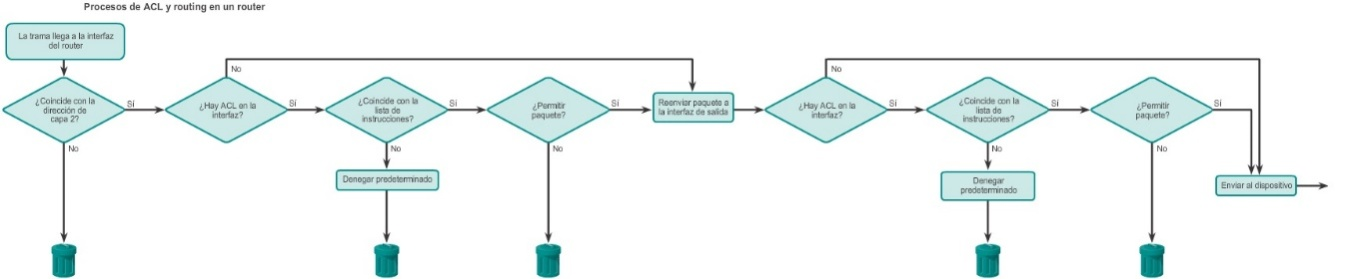 Procesos de ACL y routing en un router
La trama llega a la interfaz
del router
¿Coincide con la
dirección de
capa 2?
Sí
No
¿Hay ACL en la
interfaz?
No
Sí
¿Coincide con la
lista de
instrucciones?
Sí
No
Denegar predeterminado
¿Permitir
paquete?
Sí
No
Reenviar paquete a
la interfaz de salida
¿Hay ACL en la
interfaz?
No
Sí
¿Coincide con la
lista de
instrucciones?
Sí
No
Denegar
predeterminado
¿Permitir
paquete?
Sí
No
Enviar al dispositivo